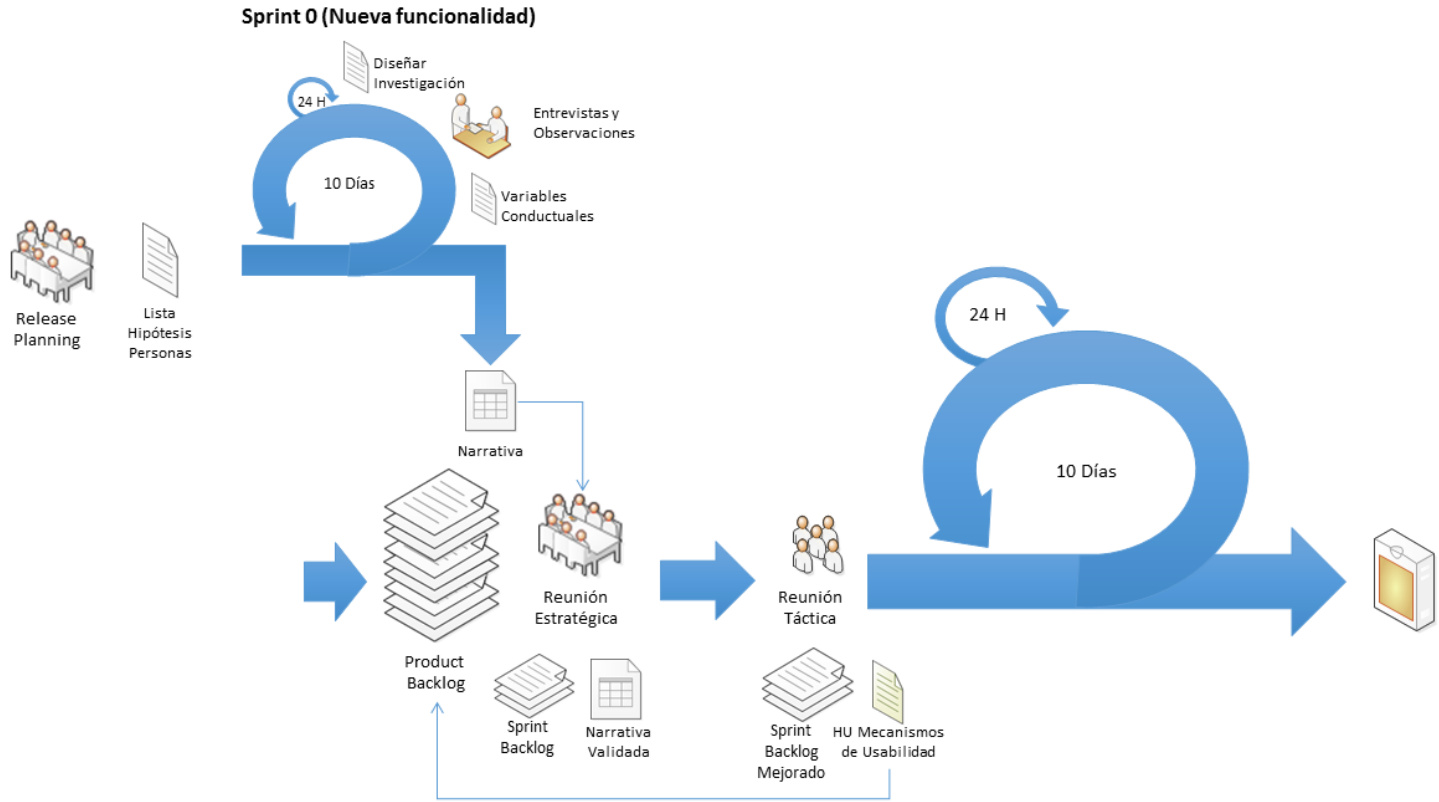 Sprint 0 (Nueva funcionalidad)
Diseñar
Investigación
24 H
Entrevistas y
Observaciones
10 Días
Variables
Conductuales
Release
Planning
Lista
Hipótesis
Personas
24 H
Narrativa
10 Días
Reunión
Estratégica
Reunión
Táctica
Product
Backlog
Sprint
Backlog
Narrativa
Validada
Sprint
Backlog
Mejorado
HU Mecanismos
de Usabilidad